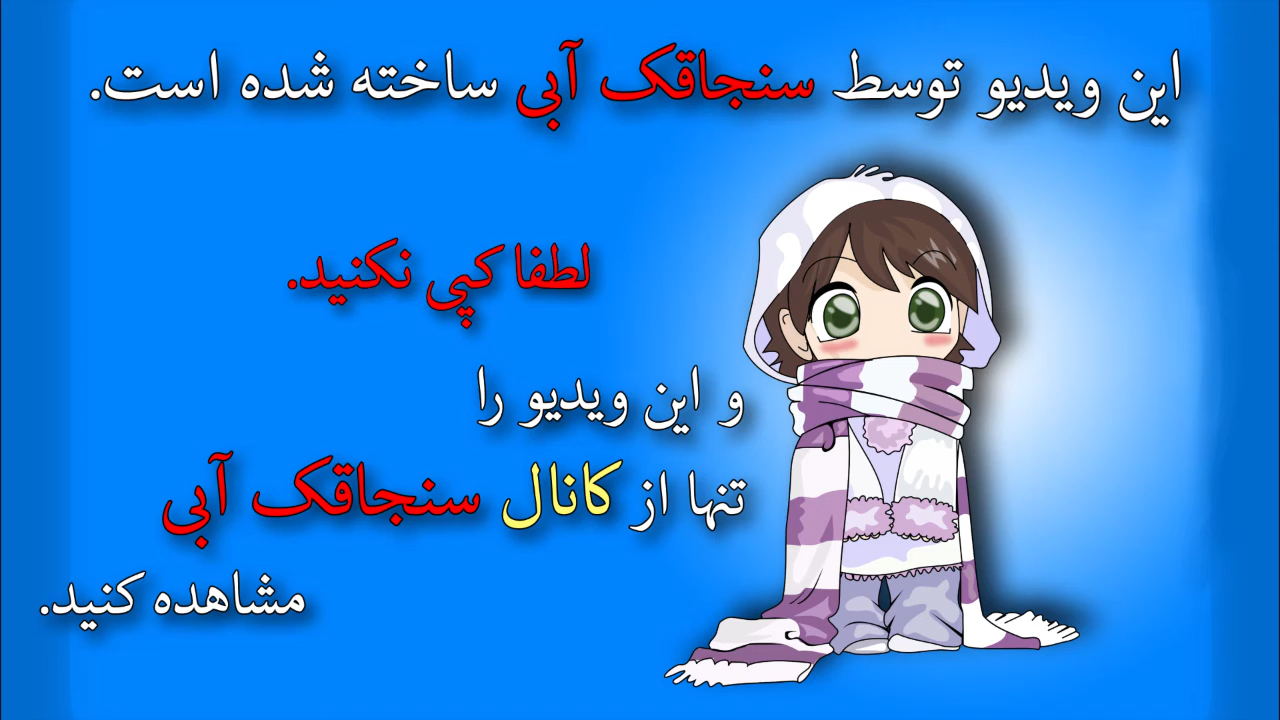 این ویدیو توسط سنجاقک آبی ساخته شده است.
لطفا کپی نکنید.
و این ویدیو را
تنها از کانال سنجاقک آبی
مشاهده کنید.